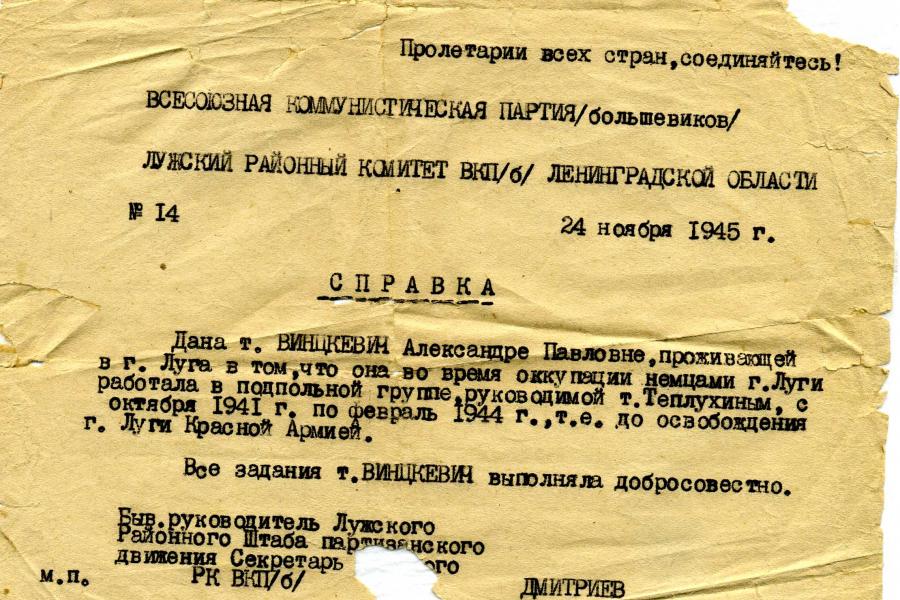 Пролетарии всех стран,соединяйтесь!
ВСЕСОЮЗНАЯ КОММУНИСТИЧЕСКАЯ ПАРТИЯ/большевиков/
ЛУЖСКИЙ РАЙОННЫЙ КОМИТЕТ ВКП/б/ ЛЕНИНГРАДСКОЙ ОБЛАСТИ
№ 14
24 ноября 1945 г.
СПРАВКА
Дана т. ВИНЦКЕВИЧ Александре Павловне,проживающей
в г. Луга в том,что она во время оккупации немцами г.Луги
работала в подпольной группе,руководимой т.Теплухиным, с
октября 1941 г. по февраль 1944 г.,т.е. до освобождения
г. Луги Красной Армией.
Все задания т.ВИНЦКЕВИЧ выполняла добросовестно.
Быв.руководитель Лужского
Районного Штаба партизанского
движения Секретарь
м.п. РК ВКП/б/ ДМИТРИЕВ